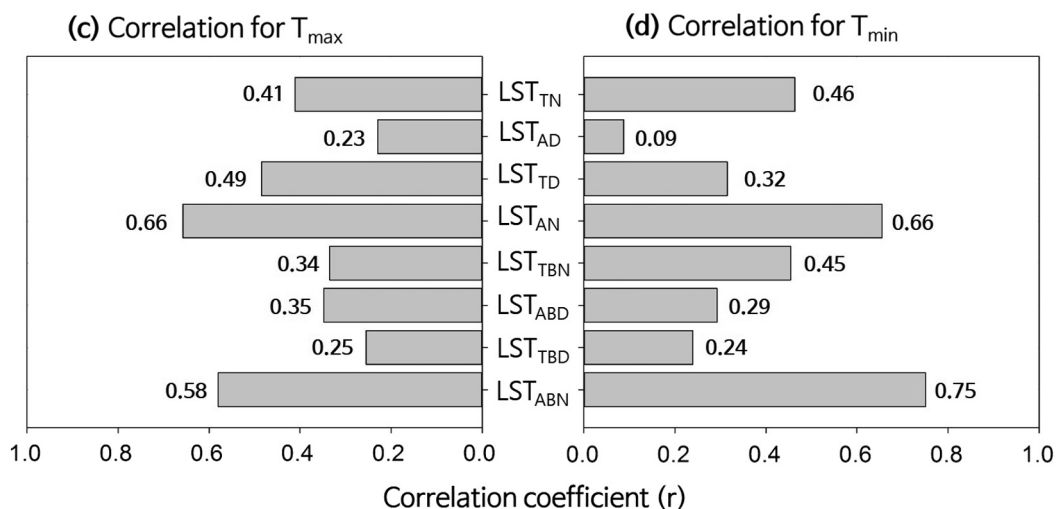 (c) Correlation for Tmax (d) Correlation for Tmin
0.41 LSTTN 0.46
0.23 LSTAD 0.09
0.49 LSTTD 0.32
0.66 LSTAN 0.66
0.34 LSTTBN 0.45
0.35 LSTABD 0.29
0.25 LSTTBD 0.24
0.58 LSTABN 0.75
1.0 0.8 0.6 0.4 0.2 0.0 0.0 0.2 0.4 0.6 0.8 1.0
Correlation coefficient (r)